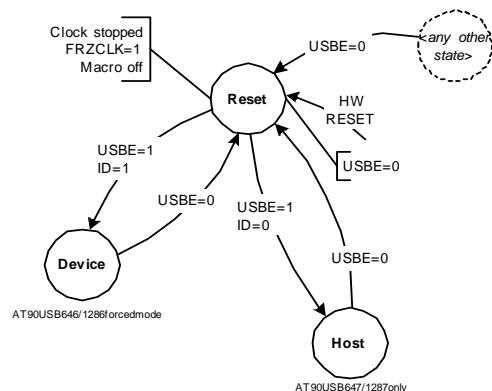 Clock stopped
FRZCLK=1
Macro off
USBE=0
<any other
state>
Reset
HW
RESET
USBE=0
USBE=1
ID=1
USBE=0
USBE=1
ID=0
USBE=0
Device
AT90USB646/1286forcedmode
Host
AT90USB647/1287only